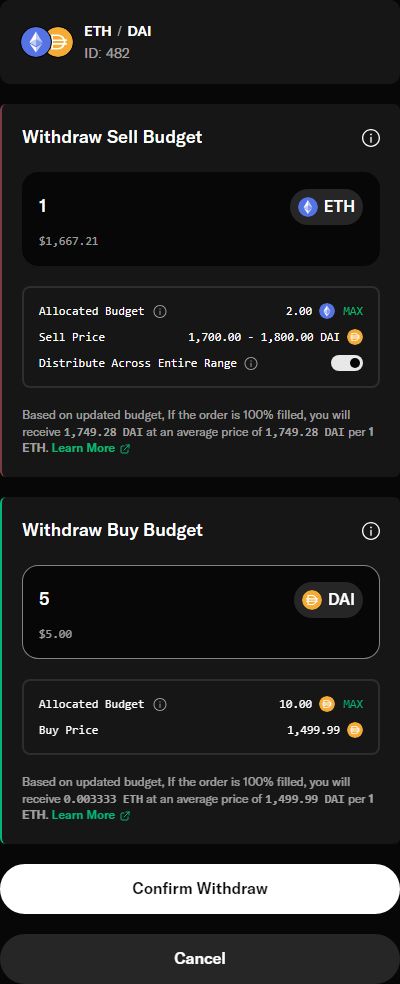 ETH / DAI
ID: 482
Withdraw Sell Budget
1
ETH
$1,667.21
Allocated Budget 2.00 MAX
Sell Price 1,700.00 - 1,800.00 DAI
Distribute Across Entire Range
Based on updated budget, If the order is 100% filled, you will
receive 1,749.28 DAI at an average price of 1,749.28 DAI per 1
ETH. Learn More
Withdraw Buy Budget
5
DAI
$5.00
Allocated Budget 10.00 MAX
Buy Price 1,499.99
Based on updated budget, If the order is 100% filled, you will
receive 0.003333 ETH at an average price of 1,499.99 DAI per 1
ETH. Learn More
Confirm Withdraw
Cancel